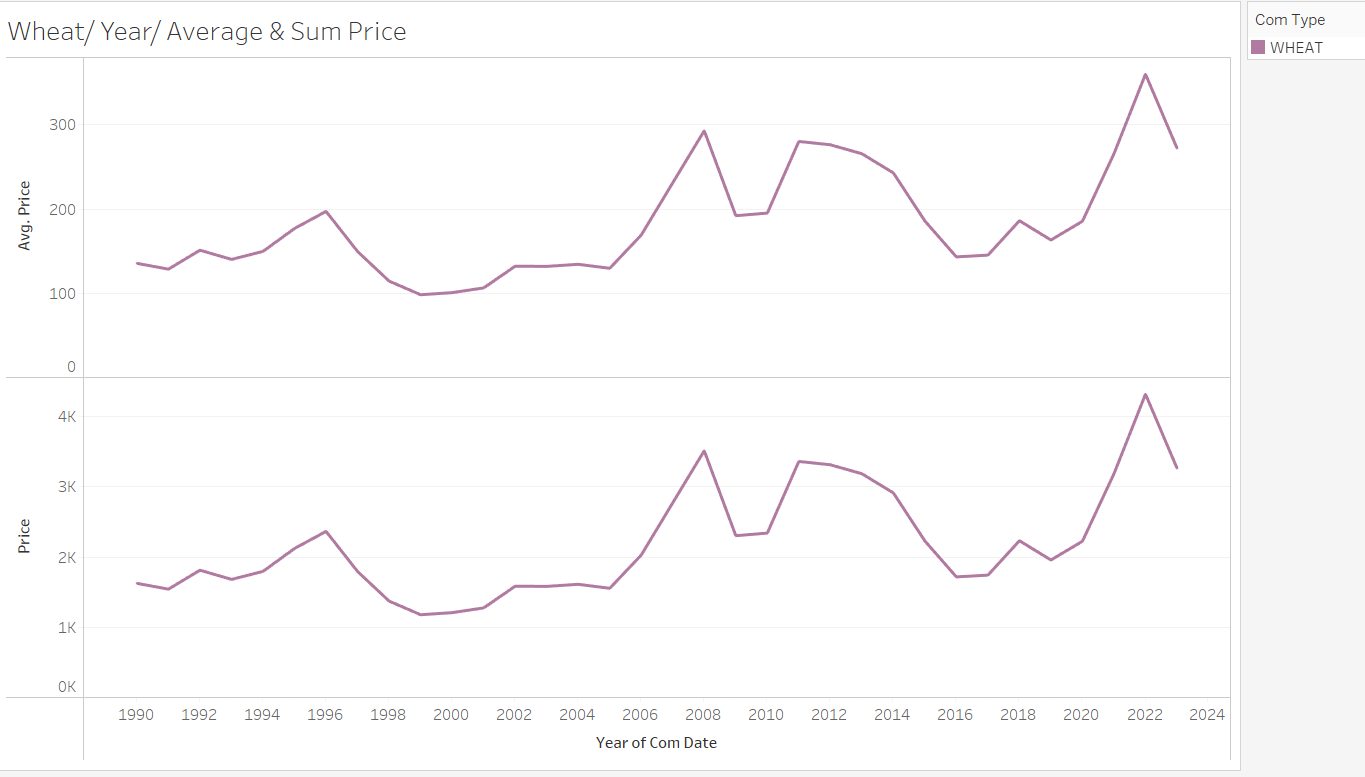 Wheat/ Year/ Average & Sum Price
Com Type
WHEAT
Avg. Price
300
200
100
0
Price
4K
3K
2K
1K
0K
1990 1992 1994 1996 1998 2000 2002 2004 2006 2008 2010 2012 2014 2016 2018 2020 2022 2024
Year of Com Date